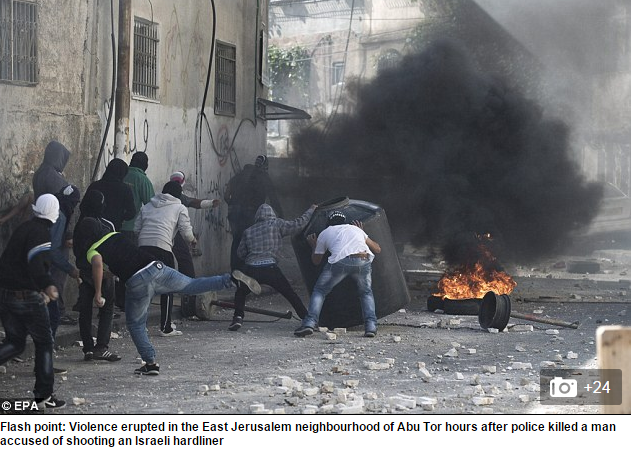 +24
© EPA
Flash point: Violence erupted in the East Jerusalem neighbourhood of Abu Tor hours after police killed a man
accused of shooting an Israeli hardliner